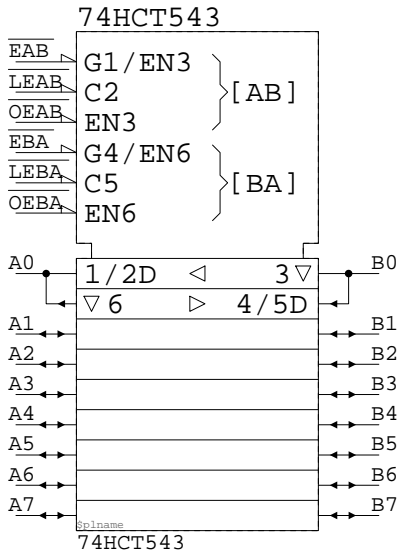 74HCT543
EAB
G1/EN3
LEAB
C2
[AB]
OEAB
EN3
EBA
G4/EN6
LEBA
C5
[BA]
OEBA
EN6
A0 1/2D ◁ 3▽ B0
▽6 ▷ 4/5D
A1 B1
A2 B2
A3 B3
A4 B4
A5 B5
A6 B6
A7 B7
$plname
74HCT543